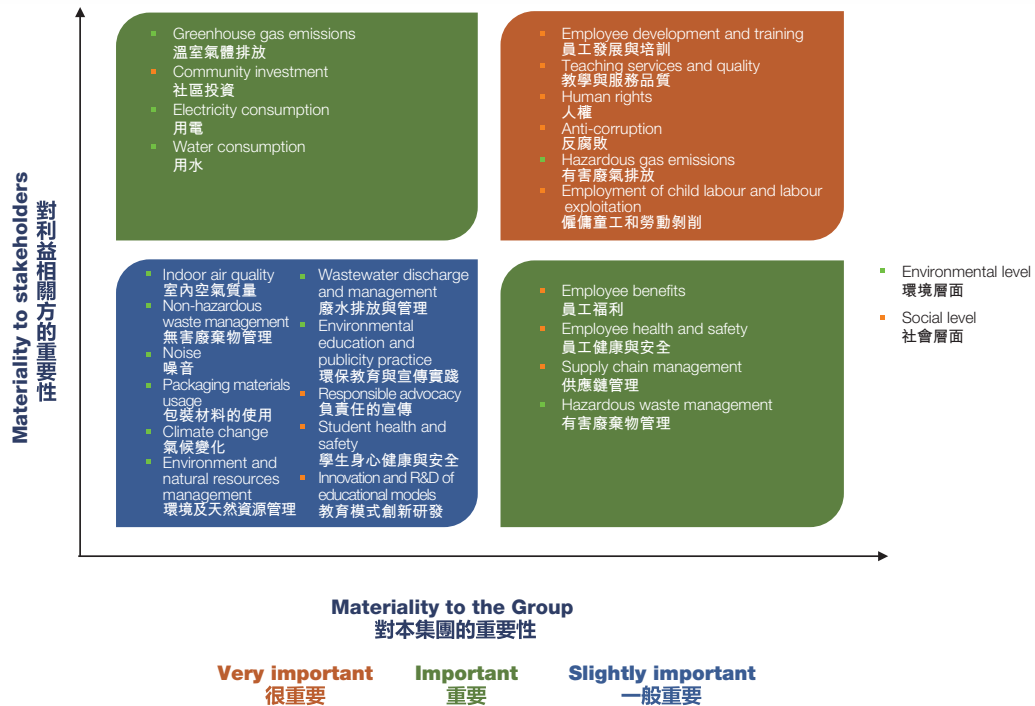 Materiality to stakeholders
對利益相關方的重要性
Greenhouse gas emissions
溫室氣體排放
Community investment
社區投資
Electricity consumption
用電
Water consumption
用水
Employee development and training
員工發展與培訓
Teaching services and quality
教學與服務品質
Human rights
人權
Anti-corruption
反腐敗
Hazardous gas emissions
有害廢氣排放
Employment of child labour and labour
exploitation
僱傭童工和勞動剝削
Indoor air quality
室內空氣質量
Non-hazardous
waste management
無害廢棄物管理
Noise
噪音
Packaging materials
usage
包裝材料的使用
Climate change
氣候變化
Environment and
natural resources
management
環境及天然資源管理
Wastewater discharge
and management
廢水排放與管理
Environmental
education and
publicity practice
環保教育與宣傳實踐
Responsible advocacy
負責任的宣傳
Student health and
safety
學生身心健康與安全
Innovation and R&D of
educational models
教育模式創新研發
Employee benefits
員工福利
Employee health and safety
員工健康與安全
Supply chain management
供應鏈管理
Hazardous waste management
有害廢棄物管理
Environmental level
環境層面
Social level
社會層面
Materiality to the Group
對本集團的重要性
Very important
很重要
Important
重要
Slightly important
一般重要